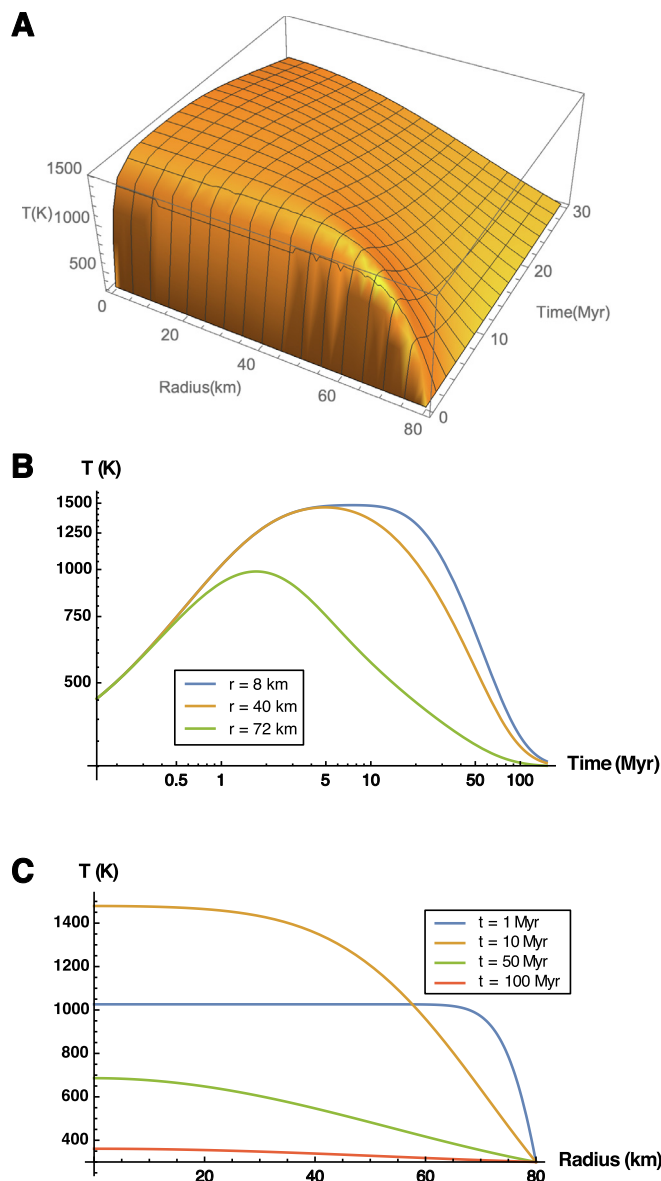 A
1500
T(K) 1000
500
0
20
40
60
80
Radius(km)
0
10
20
30
Time(Myr)
B
T (K)
1500
1250
1000
750
500
r = 8 km
r = 40 km
r = 72 km
0.5 1 5 10 50 100
Time (Myr)
C
T (K)
1400
1200
1000
800
600
400
t = 1 Myr
t = 10 Myr
t = 50 Myr
t = 100 Myr
20 40 60 80
Radius (km)